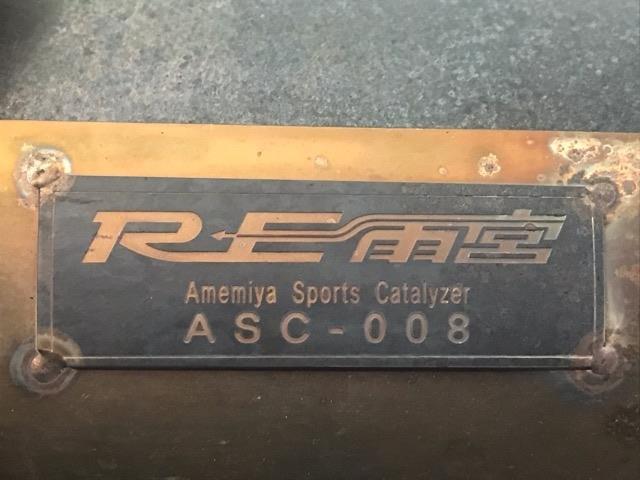 RE雨宮
Amemiya Sports Catalyzer
ASC-008